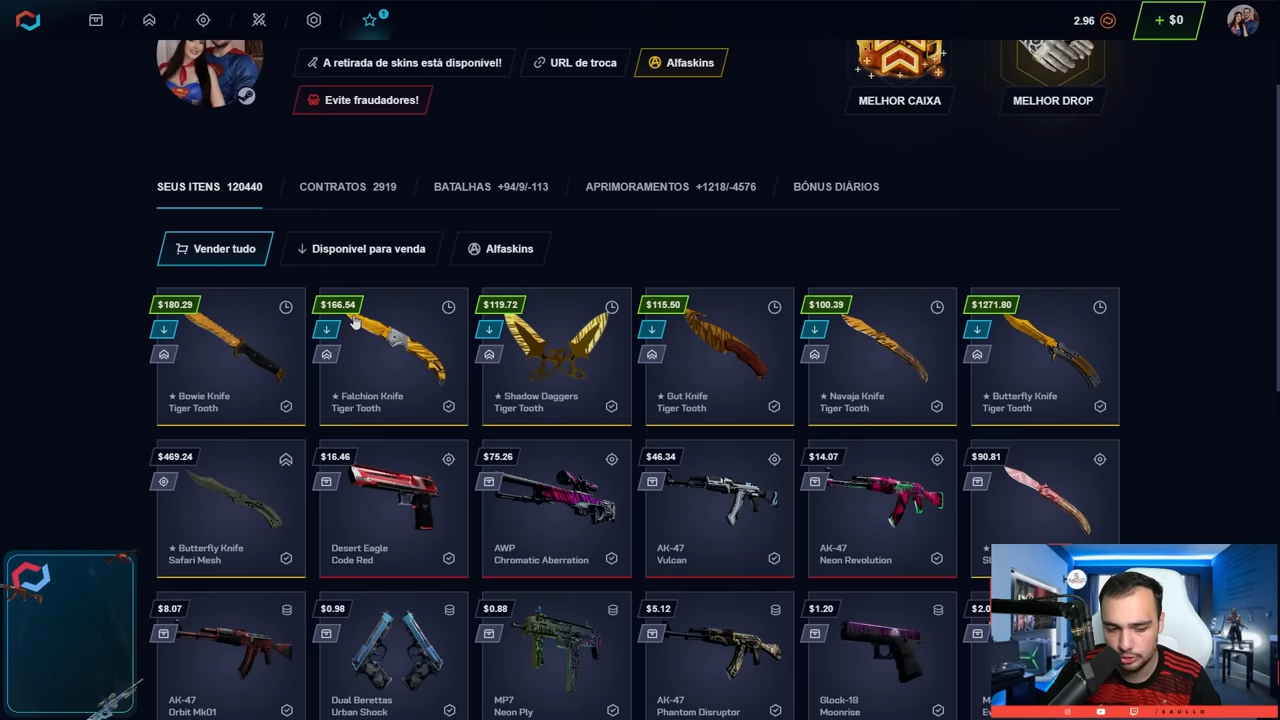 1
2.96
+ $0
A retirada de skins está disponivel!
URL de troca
Alfaskins
Evite fraudadores!
MELHOR CAIXA
MELHOR DROP
SEUS ITENS 120440
CONTRATOS 2919
BATALHAS +94/9/-113
APRIMORAMENTOS +1218/-4576
BÔNUS DIÁRIOS
Vender tudo
Disponivel para venda
Alfaskins
$180.29
★ Bowie Knife
Tiger Tooth
$166.54
★ Falchion Knife
Tiger Tooth
$119.72
★ Shadow Daggers
Tiger Tooth
$115.50
★ Gut Knife
Tiger Tooth
$100.39
★ Navaja Knife
Tiger Tooth
$1271.80
★ Butterfly Knife
Tiger Tooth
$469.24
★ Butterfly Knife
Safari Mesh
$16.46
Desert Eagle
Code Red
$75.26
AWP
Chromatic Aberration
$46.34
AK-47
Vulcan
$14.07
AK-47
Neon Revolution
$90.81
$8.07
AK-47
Orbit Mk01
$0.98
Dual Berettas
Urban Shock
$0.88
MP7
Neon Ply
$5.12
AK-47
Phantom Disruptor
$1.20
Glock-18
Moonrise
$2.0
/SAULLO